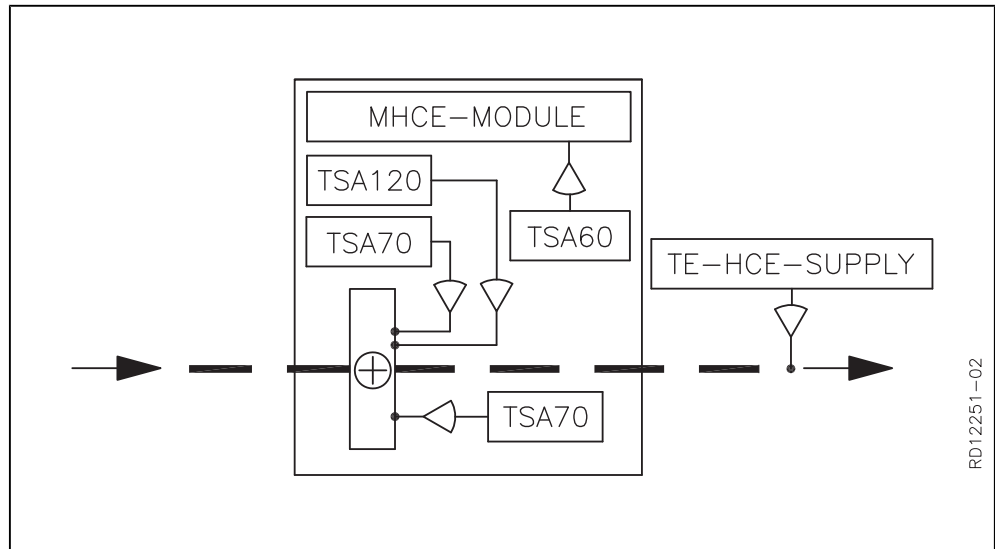 MHCE-MODULE
TSA120
TSA70
TSA60
TE-HCE-SUPPLY
TSA70
RD12251-02